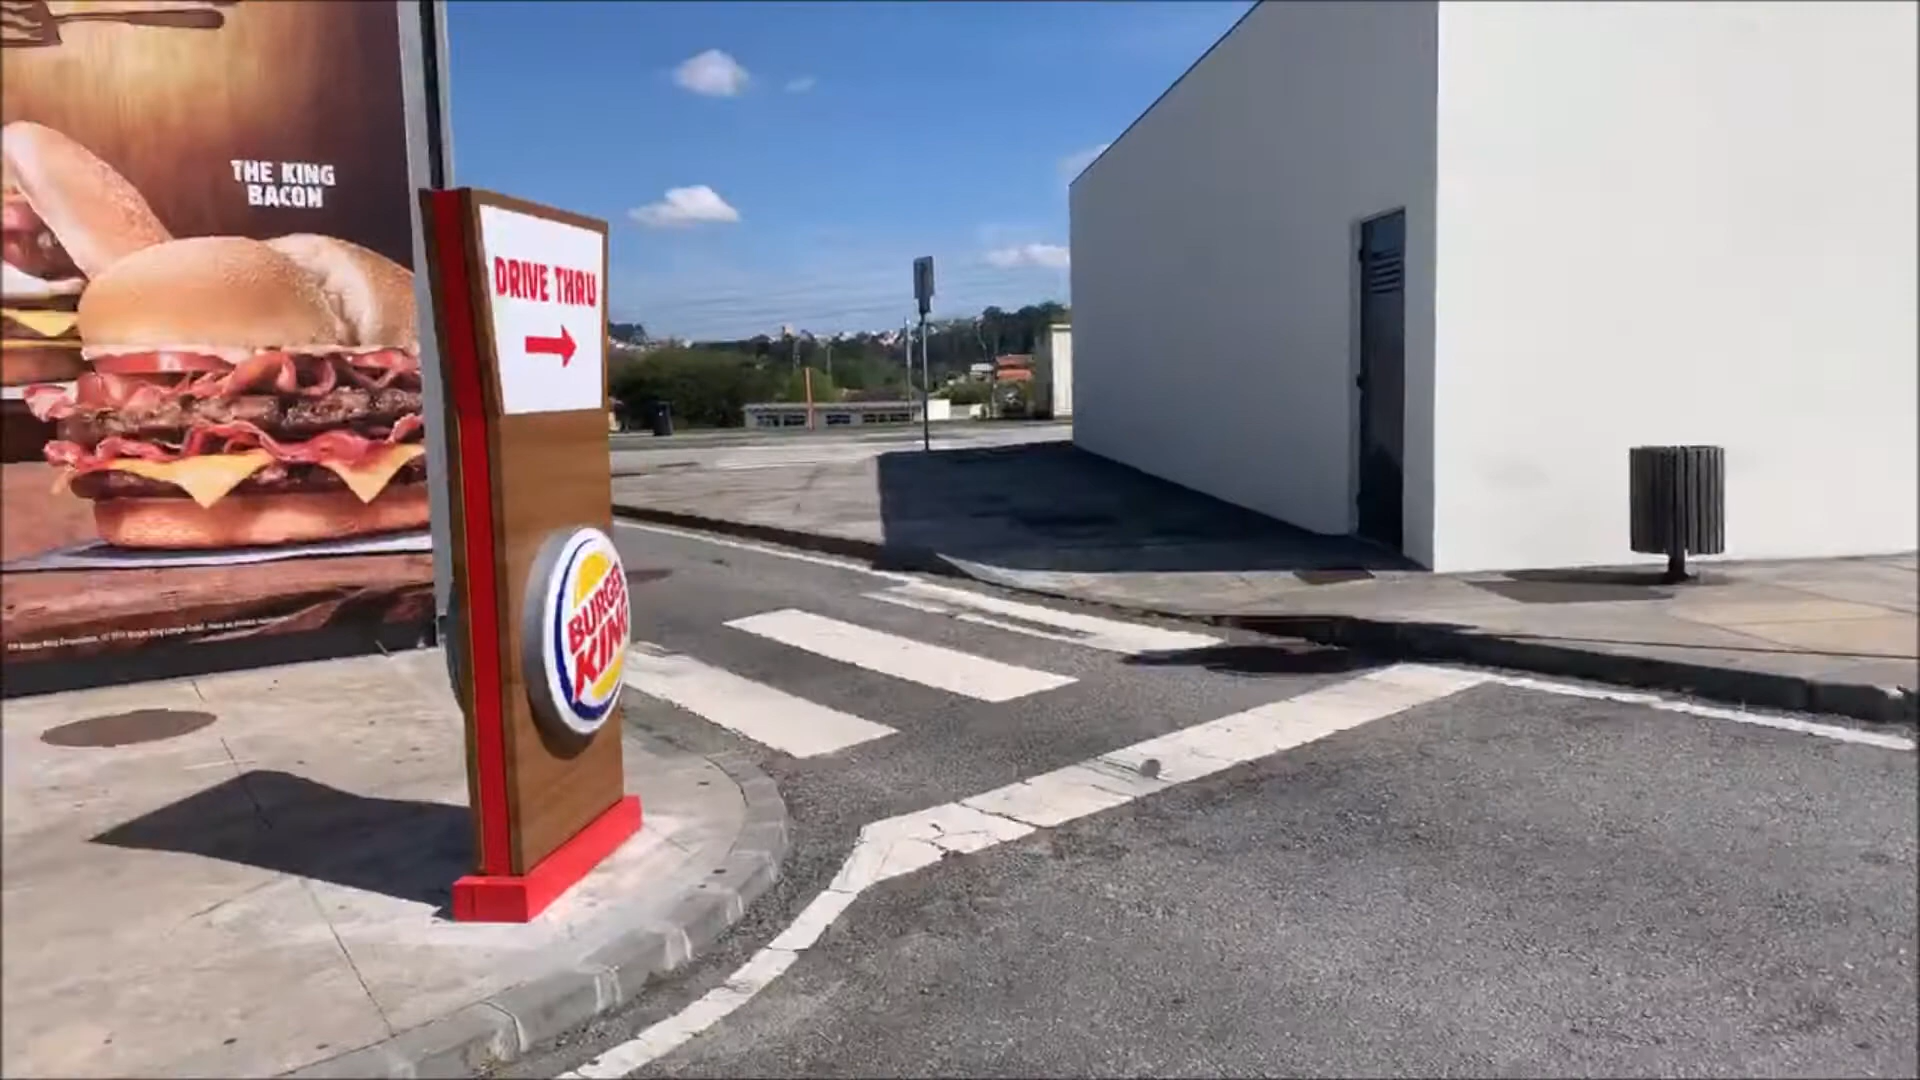 THE KING
BACON
DRIVE THRU
BURGER
KING